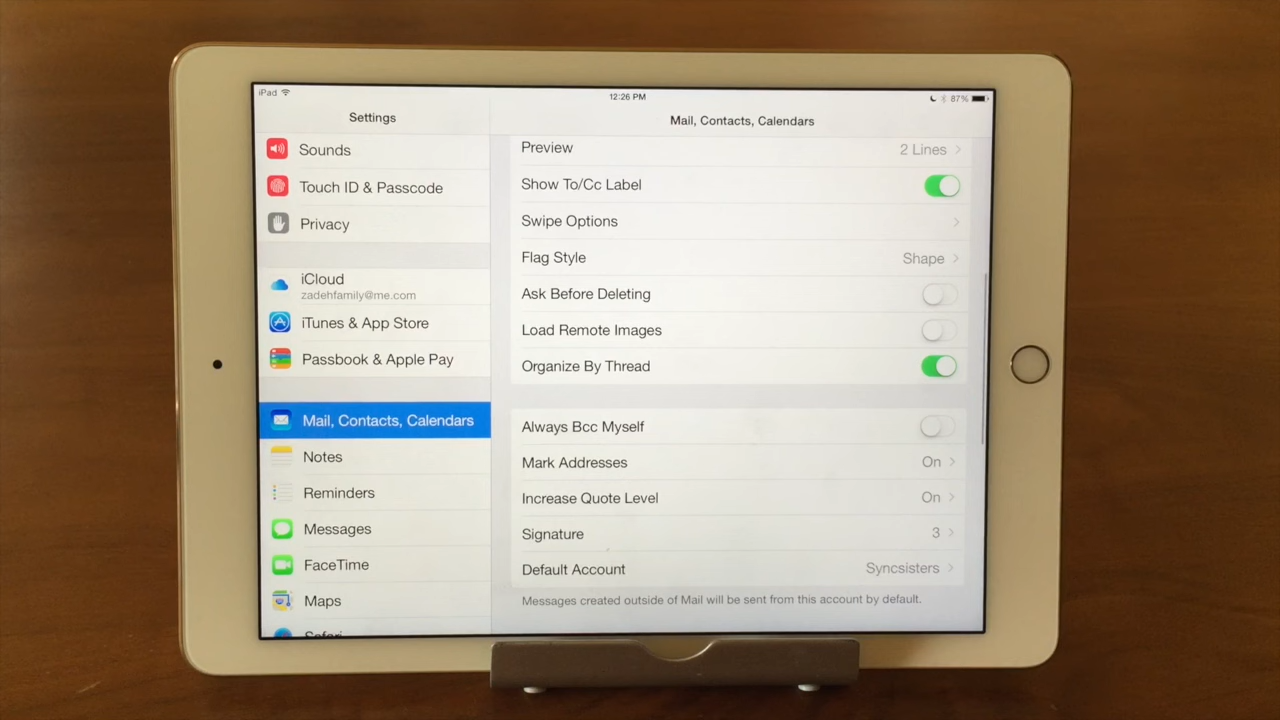 iPad
12:26 PM
87%
Settings
Mail, Contacts, Calendars
Sounds
Touch ID & Passcode
Privacy
iCloud
zadehfamily@me.com
iTunes & App Store
Passbook & Apple Pay
Mail, Contacts, Calendars
Notes
Reminders
Messages
FaceTime
Maps
Safari
Preview 2 Lines
Show To/Cc Label
Swipe Options
Flag Style Shape
Ask Before Deleting
Load Remote Images
Organize By Thread
Always Bcc Myself
Mark Addresses On
Increase Quote Level On
Signature 3
Default Account Syncsisters
Messages created outside of Mail will be sent from this account by default.